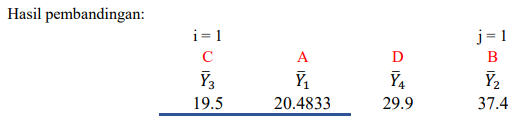 Hasil pembandingan:
i = 1 j = 1
C A D B
Ȳ₃ Ȳ₁ Ȳ₄ Ȳ₂
19.5 20.4833 29.9 37.4